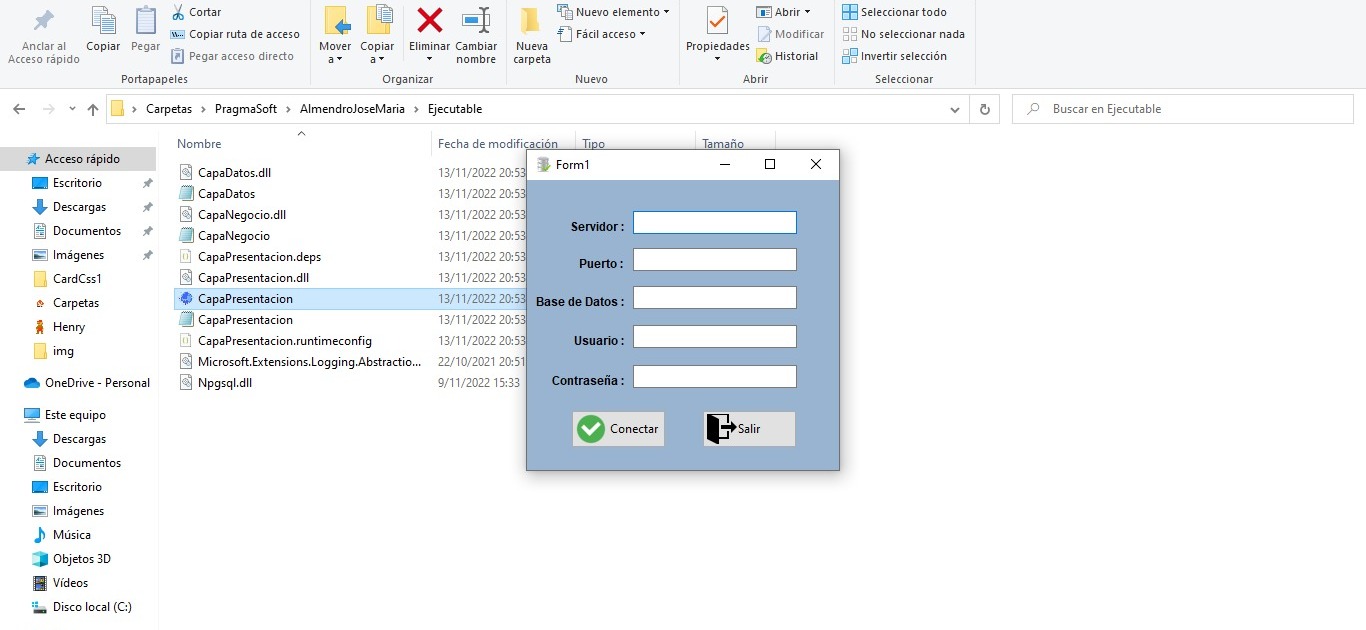 Anclar al
Acceso rápido
Copiar
Pegar
Cortar
Copiar ruta de acceso
Pegar acceso directo
Portapapeles
Mover
a
Copiar
a
Eliminar
Cambiar
nombre
Organizar
Nueva
carpeta
Nuevo elemento
Fácil acceso
Nuevo
Propiedades
Abrir
Modificar
Historial
Abrir
Seleccionar todo
No seleccionar nada
Invertir selección
Seleccionar
Carpetas > PragmaSoft > AlmendroJoseMaria > Ejecutable
Buscar en Ejecutable
Nombre
Fecha de modificación
Tipo
Tamaño
Acceso rápido
Escritorio
Descargas
Documentos
Imágenes
CardCss1
Carpetas
Henry
img
OneDrive - Personal
Este equipo
Descargas
Documentos
Escritorio
Imágenes
Música
Objetos 3D
Vídeos
Disco local (C:)
CapaDatos.dll 13/11/2022 20:53
CapaDatos 13/11/2022 20:53
CapaNegocio.dll 13/11/2022 20:53
CapaNegocio 13/11/2022 20:53
CapaPresentacion.deps 13/11/2022 20:53
CapaPresentacion.dll 13/11/2022 20:53
CapaPresentacion 13/11/2022 20:53
CapaPresentacion 13/11/2022 20:53
CapaPresentacion.runtimeconfig 13/11/2022 20:53
Microsoft.Extensions.Logging.Abstractio... 22/10/2021 20:51
Npgsql.dll 9/11/2022 15:33
Form1
Servidor :
Puerto :
Base de Datos :
Usuario :
Contraseña :
Conectar
Salir